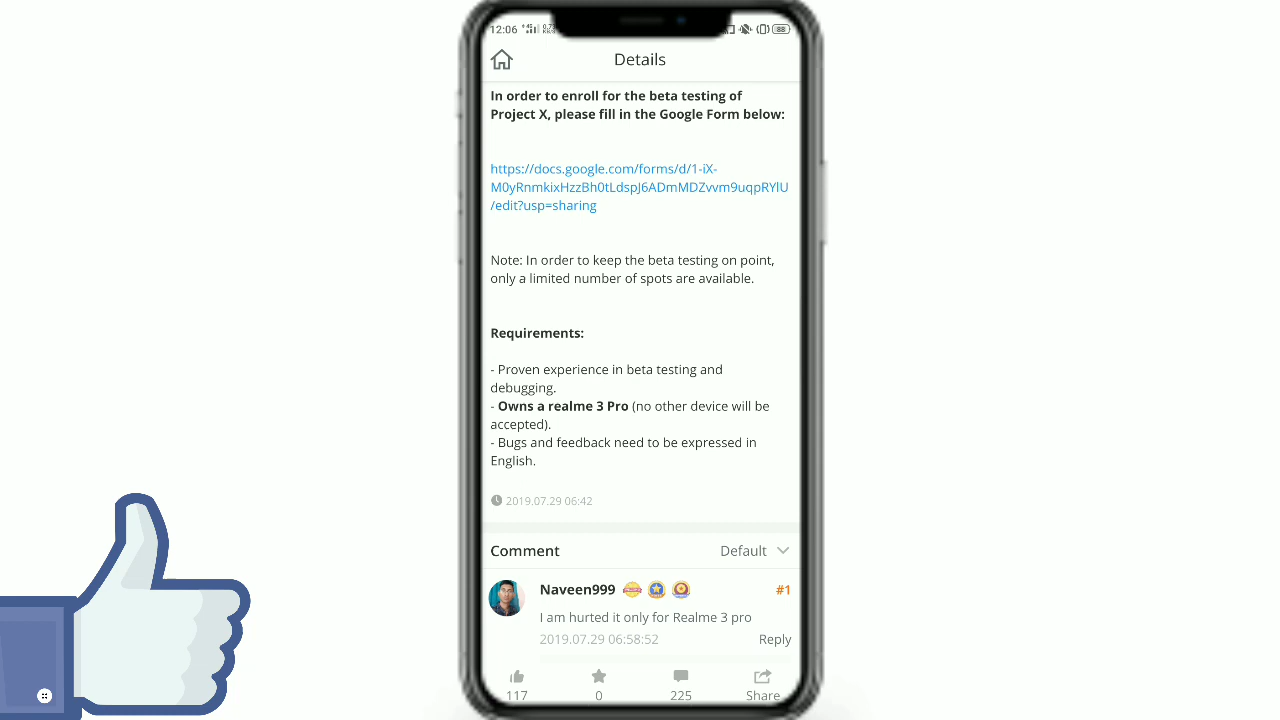 12:06
88
Details
In order to enroll for the beta testing of
Project X, please fill in the Google Form below:
https://docs.google.com/forms/d/1-iX-
M0yRnmkixHzzBh0tLdspJ6ADmMDZvvm9uqpRYlU
/edit?usp=sharing
Note: In order to keep the beta testing on point,
only a limited number of spots are available.
Requirements:
- Proven experience in beta testing and
debugging.
- Owns a realme 3 Pro (no other device will be
accepted).
- Bugs and feedback need to be expressed in
English.
2019.07.29 06:42
Comment Default
Naveen999 #1
I am hurted it only for Realme 3 pro
2019.07.29 06:58:52 Reply
117 0 225 Share